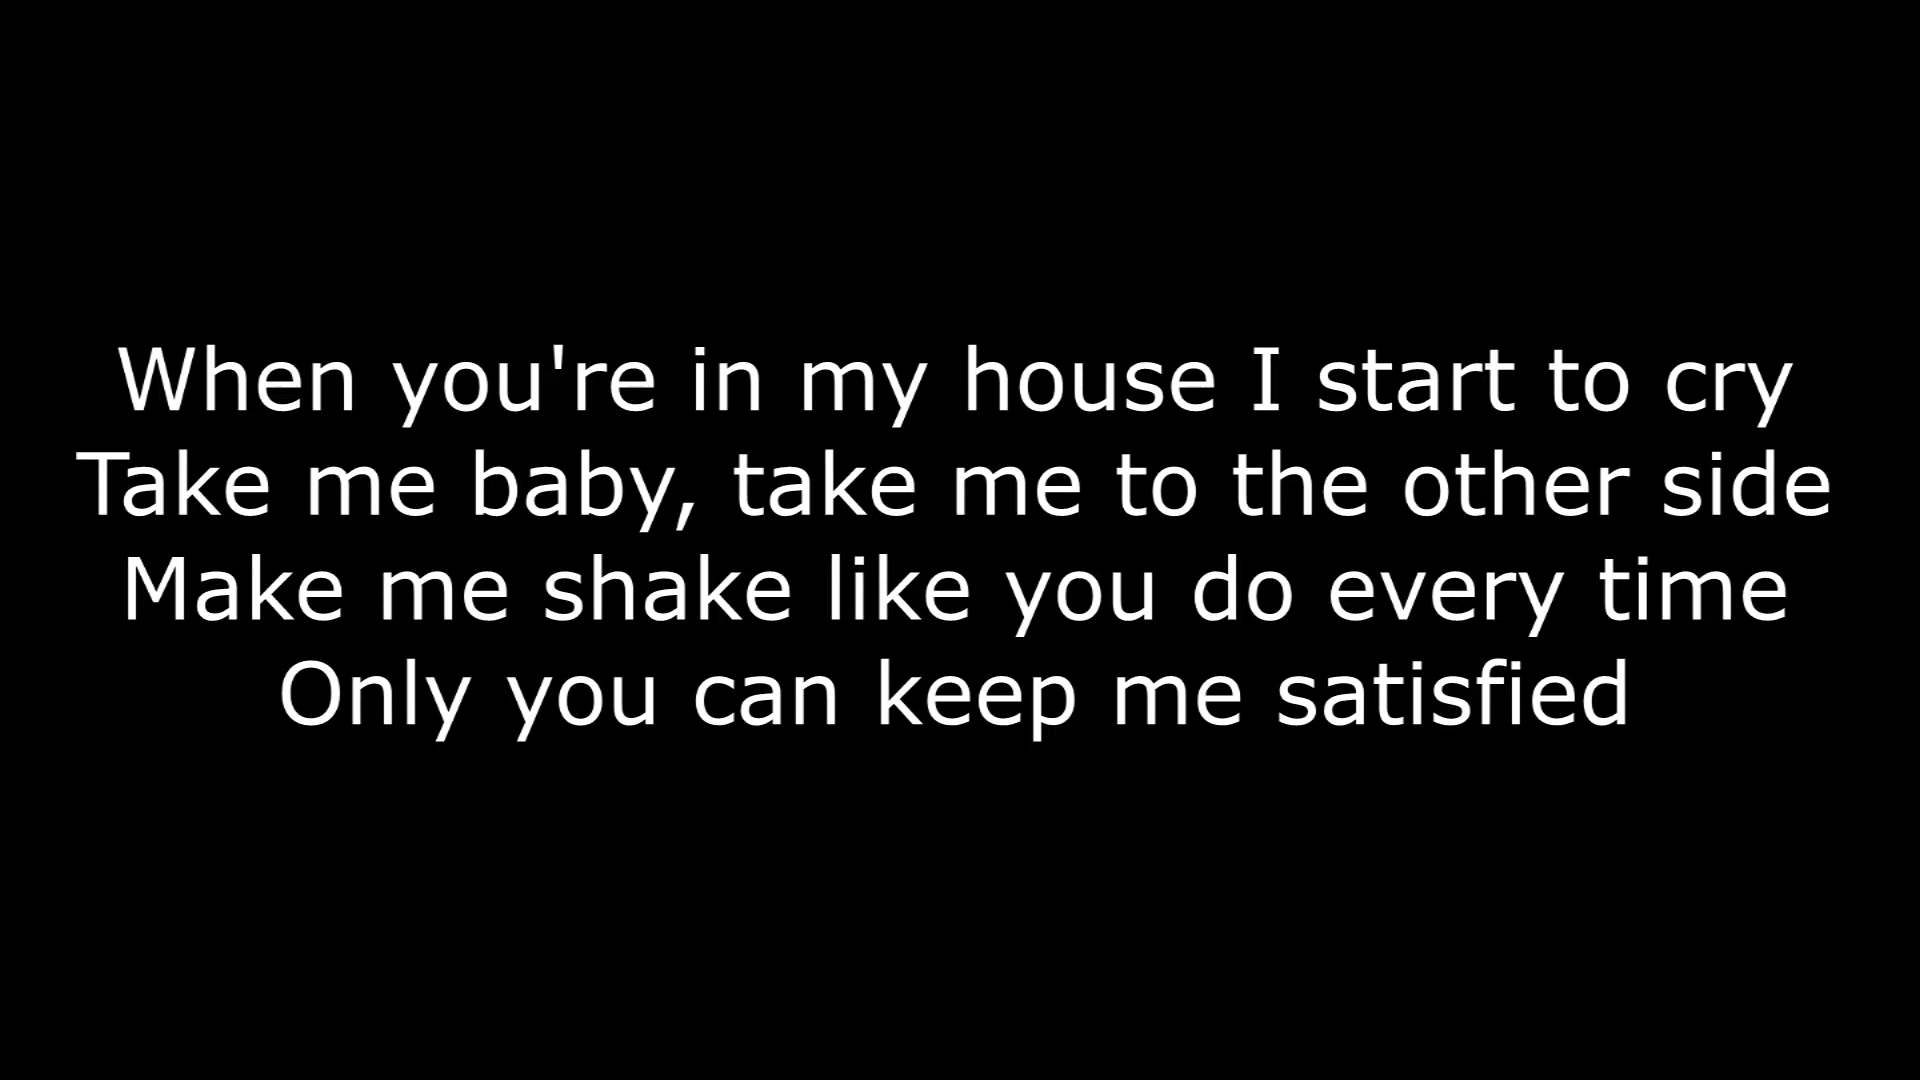 When you're in my house I start to cry
Take me baby, take me to the other side
Make me shake like you do every time
Only you can keep me satisfied